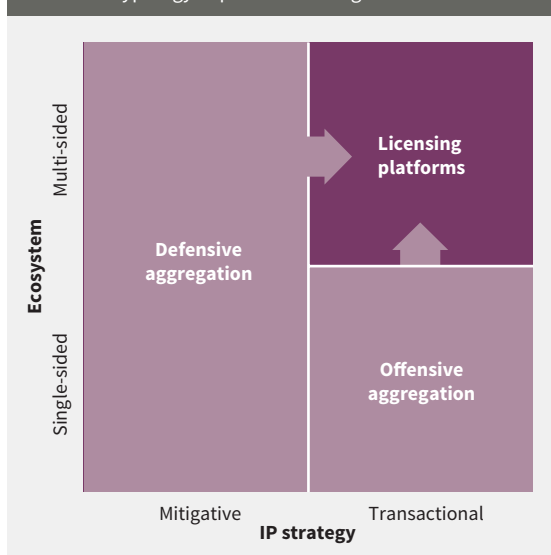 Multi-sided
Licensing
platforms
Ecosystem
Defensive
aggregation
Single-sided
Offensive
aggregation
Mitigative
Transactional
IP strategy